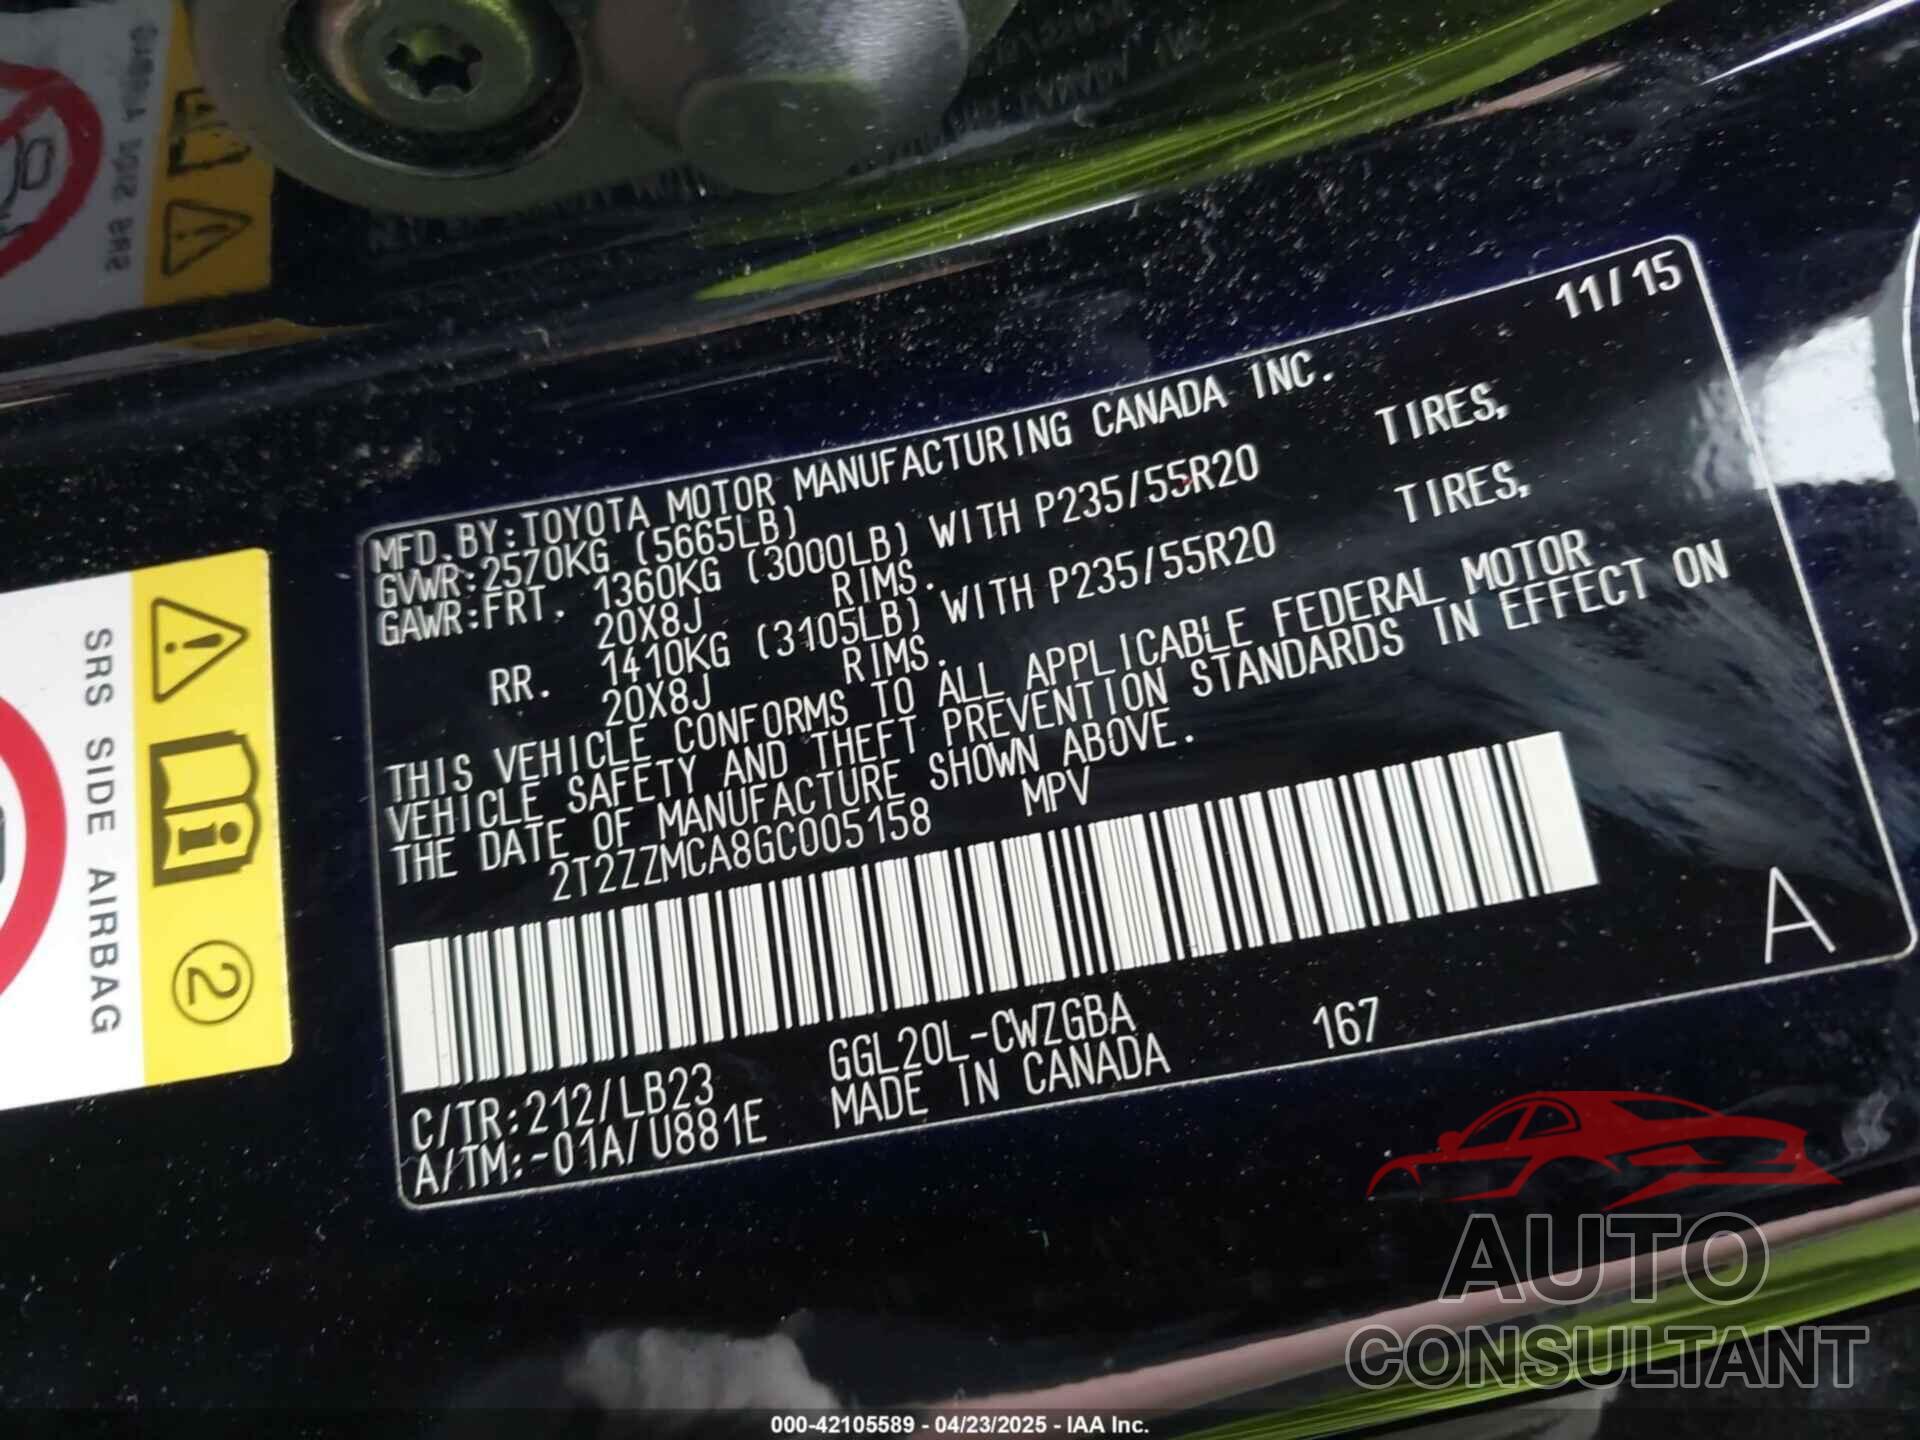 11/15
MFD.BY:TOYOTA MOTOR MANUFACTURING CANADA INC.
GVWR:2570KG (5665LB)
GAWR:FRT. 1360KG (3000LB) WITH P235/55R20 TIRES,
20X8J RIMS.
RR. 1410KG (3105LB) WITH P235/55R20 TIRES,
20X8J RIMS.
THIS VEHICLE CONFORMS TO ALL APPLICABLE FEDERAL MOTOR
VEHICLE SAFETY AND THEFT PREVENTION STANDARDS IN EFFECT ON
THE DATE OF MANUFACTURE SHOWN ABOVE.
2T2ZZMCA8GC005158 MPV
A
C/TR:212/LB23 GGL20L-CWZGBA 167
A/TM:-01A/U881E MADE IN CANADA
SRS SIDE AIRBAG
2
AUTO
CONSULTANT
000-42105589 - 04/23/2025 - IAA Inc.